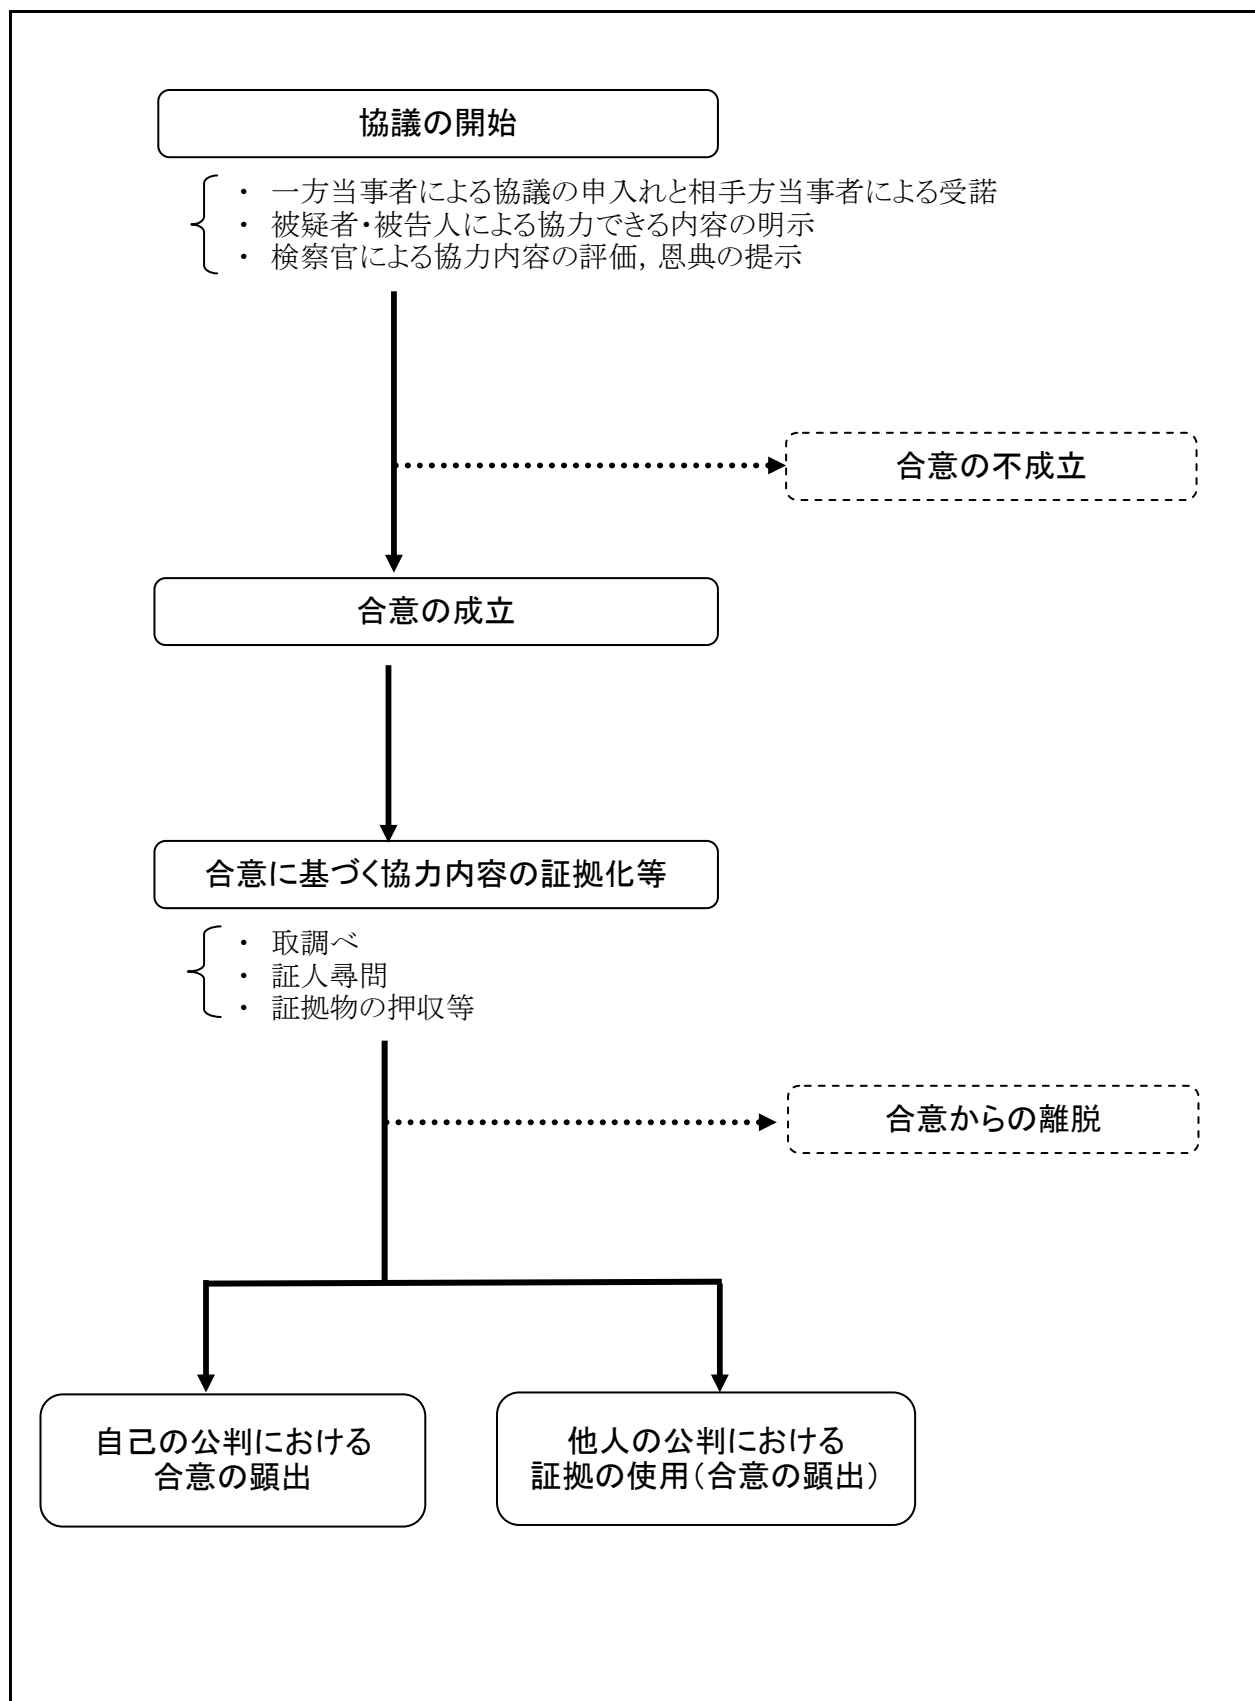 協議の開始
・ 一方当事者による協議の申入れと相手方当事者による受諾
・ 被疑者・被告人による協力できる内容の明示
・ 検察官による協力内容の評価，恩典の提示
合意の不成立
合意の成立
合意に基づく協力内容の証拠化等
・ 取調べ
・ 証人尋問
・ 証拠物の押収等
合意からの離脱
自己の公判における
合意の顕出
他人の公判における
証拠の使用（合意の顕出）